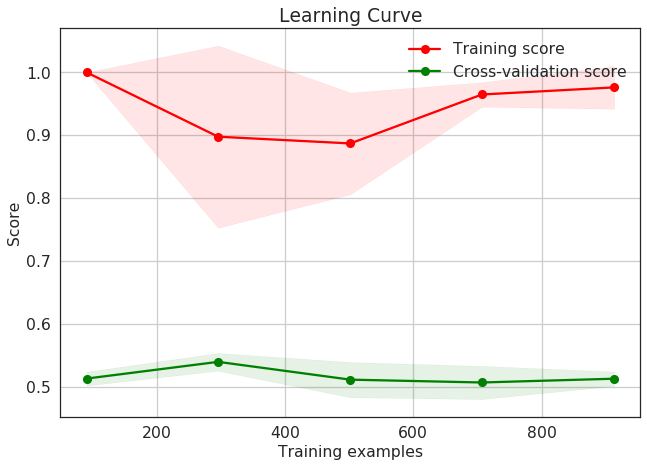 Learning Curve
Training score
Cross-validation score
1.0
0.9
0.8
0.7
0.6
0.5
Score
200
400
600
800
Training examples